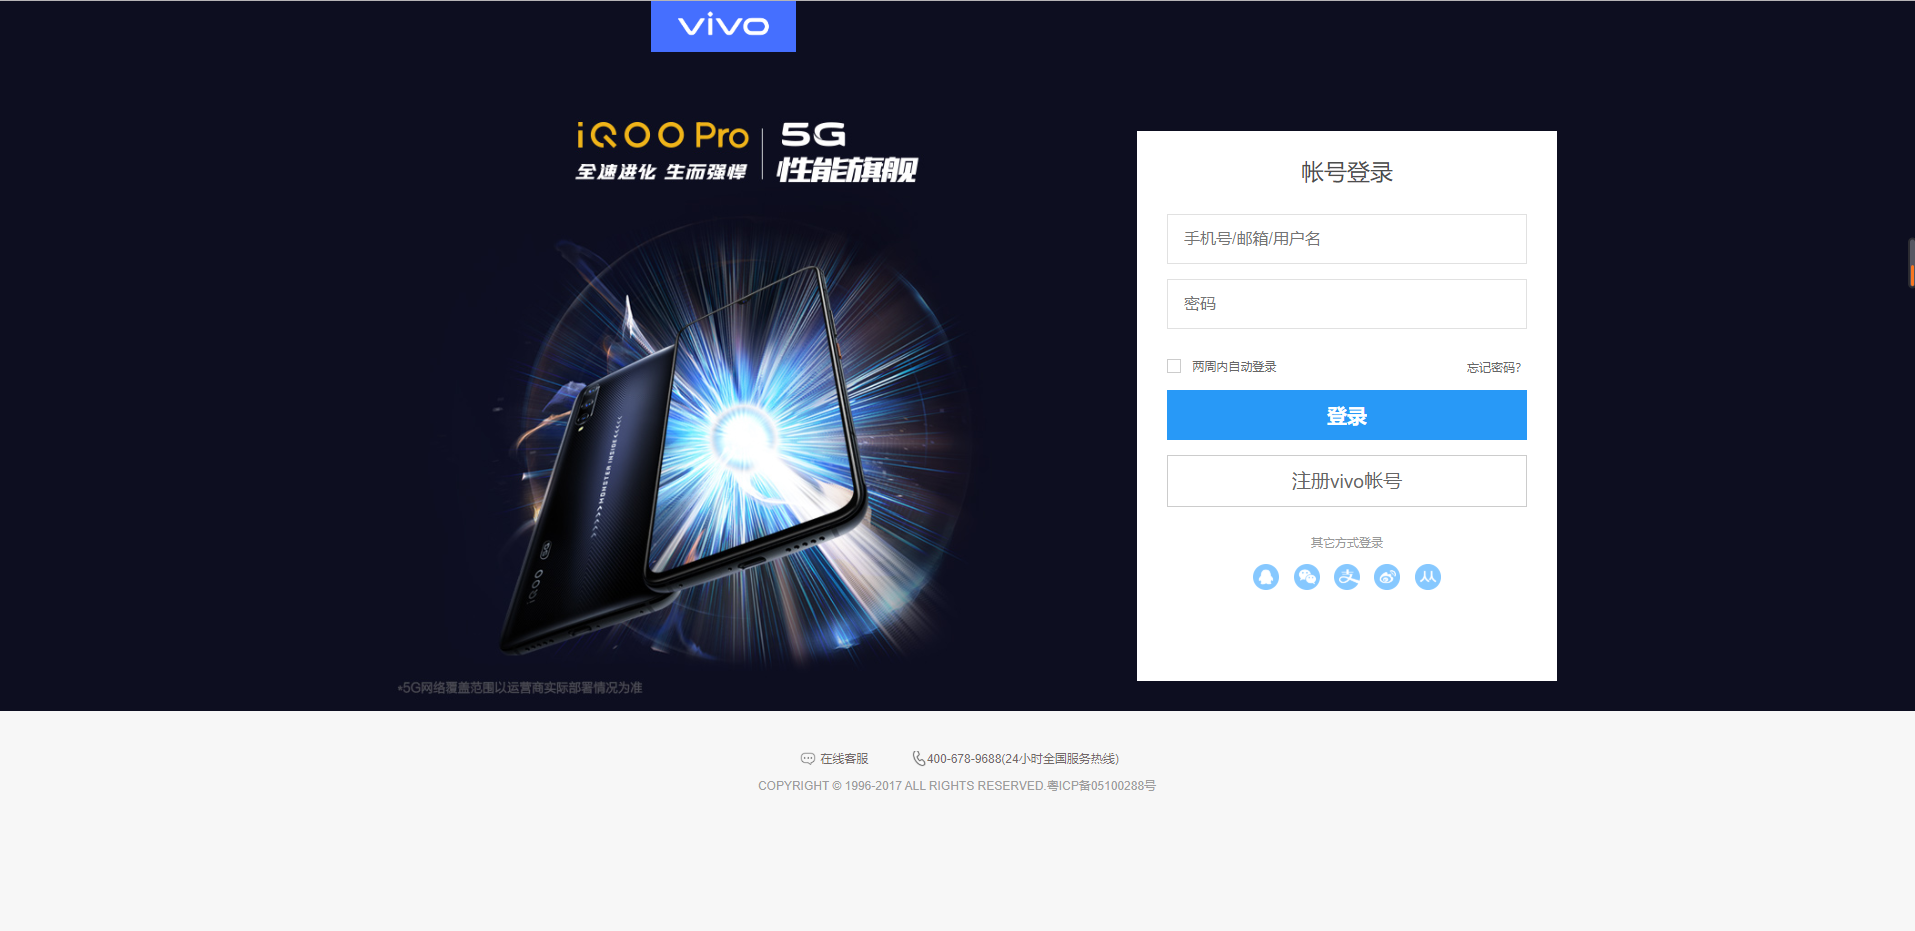 vivo
iQOO Pro
全速进化 生而强悍
5G
性能旗舰
MONSTER INSIDE
5G
iQOO
*5G网络覆盖范围以运营商实际部署情况为准
帐号登录
手机号/邮箱/用户名
密码
两周内自动登录 忘记密码?
登录
注册vivo帐号
其它方式登录
在线客服 400-678-9688(24小时全国服务热线)
COPYRIGHT © 1996-2017 ALL RIGHTS RESERVED.粤ICP备05100288号